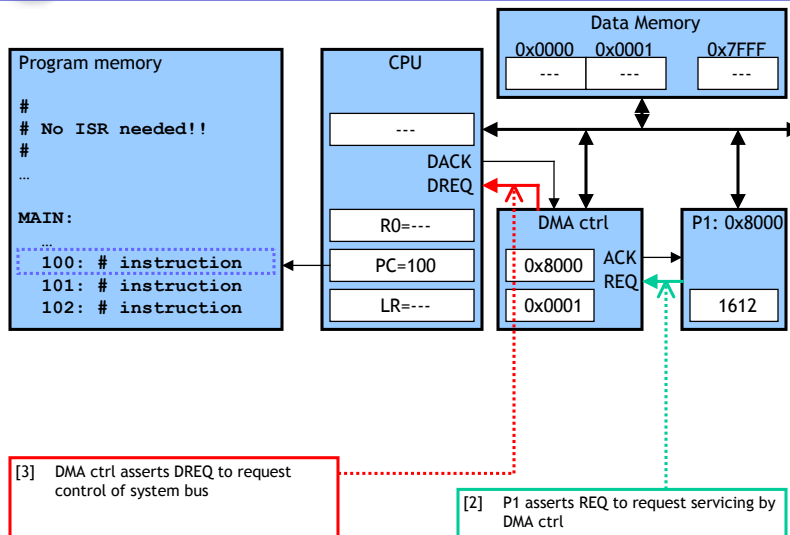 Program memory
#
# No ISR needed!!
#
…
MAIN:
…
100: # instruction
101: # instruction
102: # instruction
CPU
---
DACK
DREQ
R0=---
PC=100
LR=---
Data Memory
0x0000 0x0001 0x7FFF
--- --- ---
DMA ctrl
0x8000
0x0001
ACK
REQ
P1: 0x8000
1612
[3] DMA ctrl asserts DREQ to request
control of system bus
[2] P1 asserts REQ to request servicing by
DMA ctrl